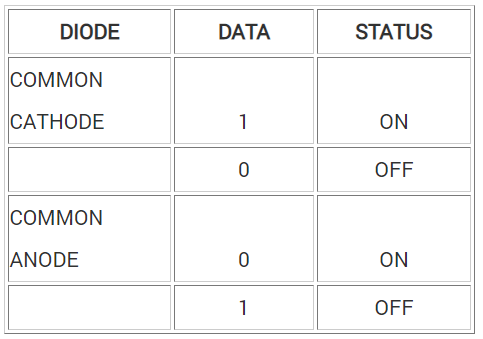 DIODE DATA STATUS
COMMON
CATHODE 1 ON
0 OFF
COMMON
ANODE 0 ON
1 OFF